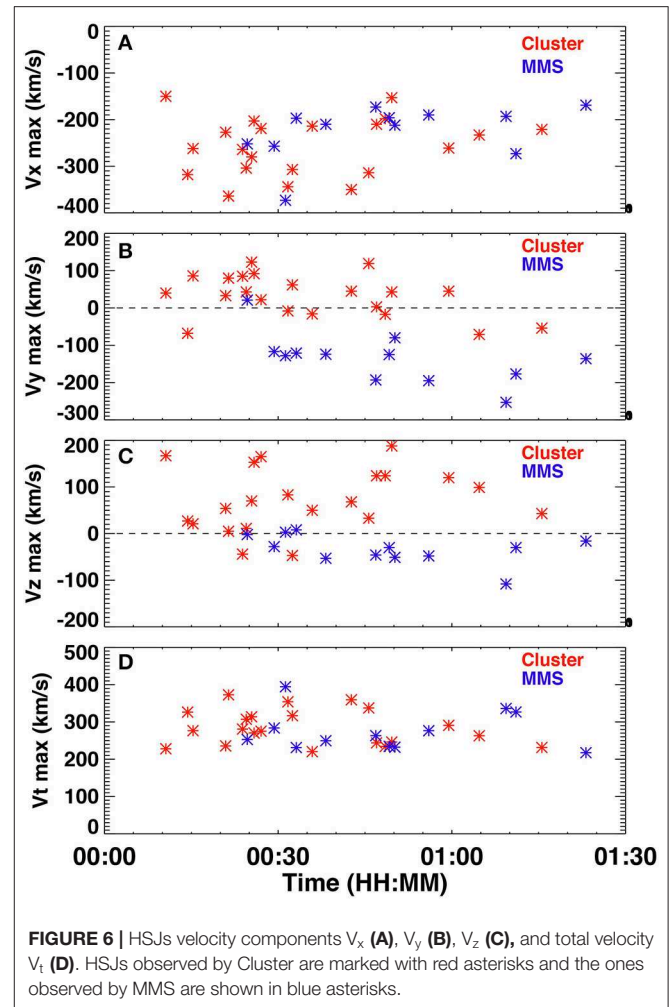 A
Cluster
MMS
0
-100
-200
-300
-400
Vx max (km/s)
B
Cluster
MMS
200
100
0
-100
-200
-300
Vy max (km/s)
C
Cluster
MMS
200
100
0
-100
-200
Vz max (km/s)
D
Cluster
MMS
500
400
300
200
100
0
Vt max (km/s)
00:00 00:30 01:00 01:30
Time (HH:MM)
FIGURE 6 | HSJs velocity components Vx (A), Vy (B), Vz (C), and total velocity
Vt (D). HSJs observed by Cluster are marked with red asterisks and the ones
observed by MMS are shown in blue asterisks.